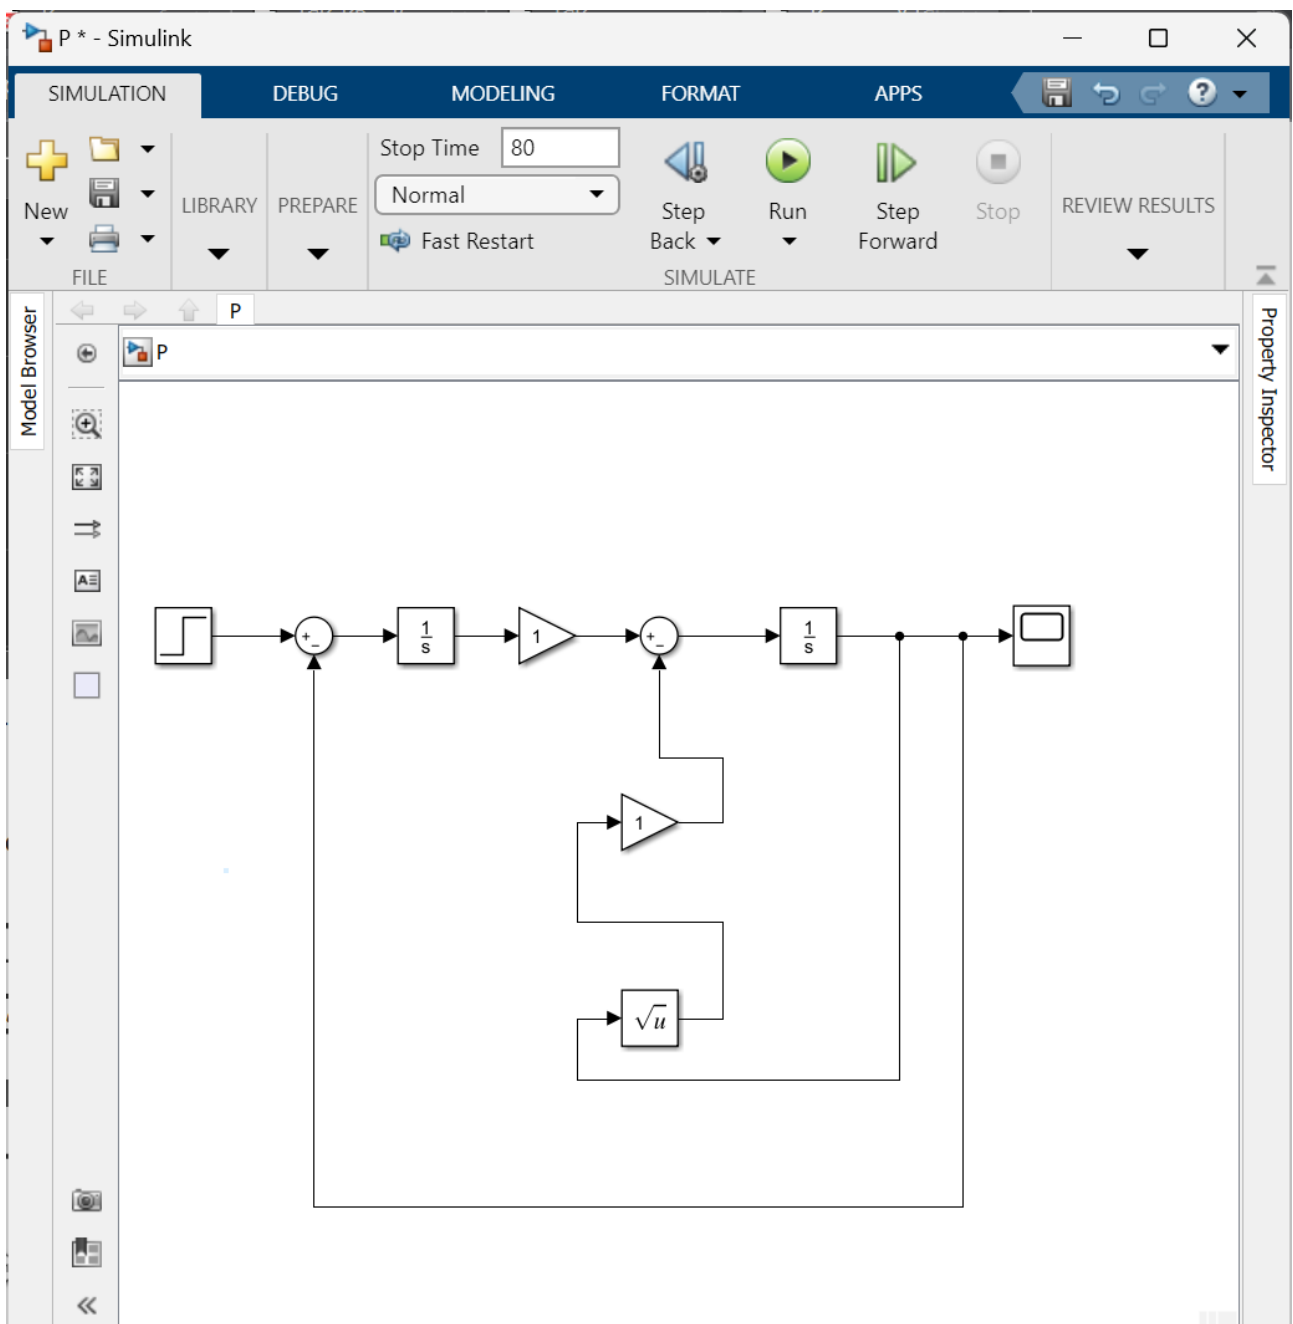 P * - Simulink
SIMULATION DEBUG MODELING FORMAT APPS
Stop Time 80
Normal
Fast Restart
New
FILE
LIBRARY
PREPARE
Step Back
Run
Step Forward
Stop
SIMULATE
REVIEW RESULTS
Model Browser
P
P
Property Inspector
+
−
1
s
1
+
−
1
s
1
√u